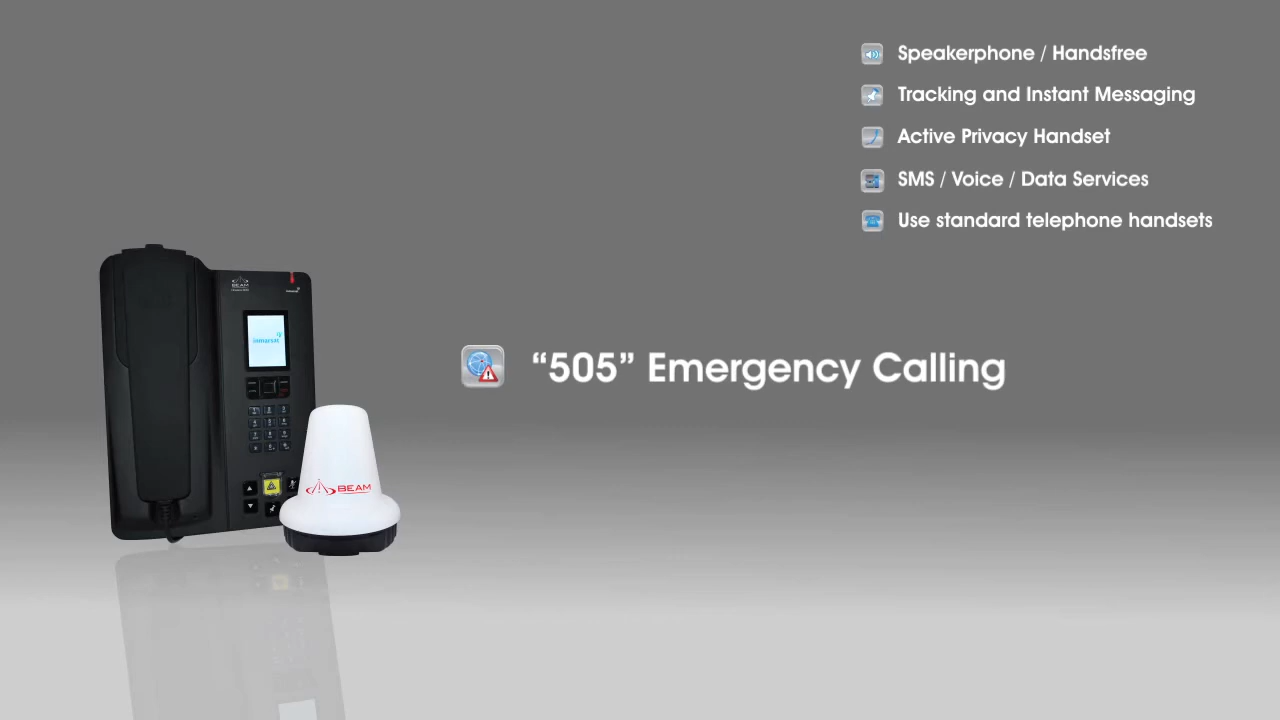 Speakerphone / Handsfree
Tracking and Instant Messaging
Active Privacy Handset
SMS / Voice / Data Services
Use standard telephone handsets
BEAM
inmarsat
“505” Emergency Calling
BEAM